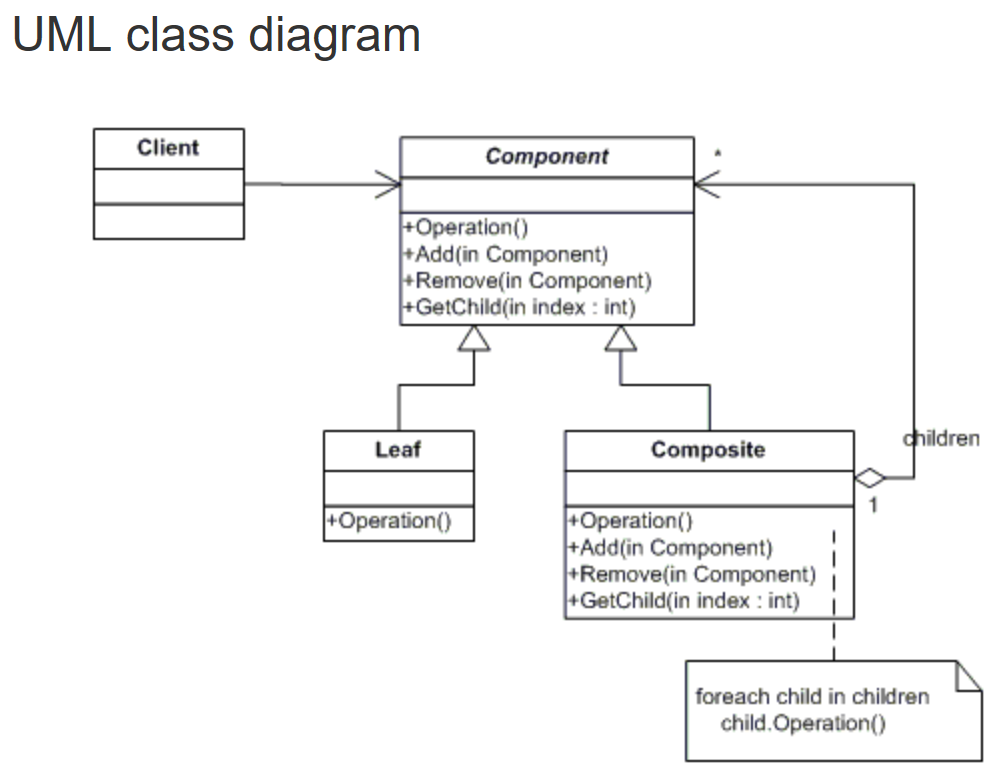 UML class diagram
Client
Component
*
+Operation()
+Add(in Component)
+Remove(in Component)
+GetChild(in index : int)
children
Leaf
+Operation()
Composite
1
+Operation()
+Add(in Component)
+Remove(in Component)
+GetChild(in index : int)
foreach child in children
child.Operation()